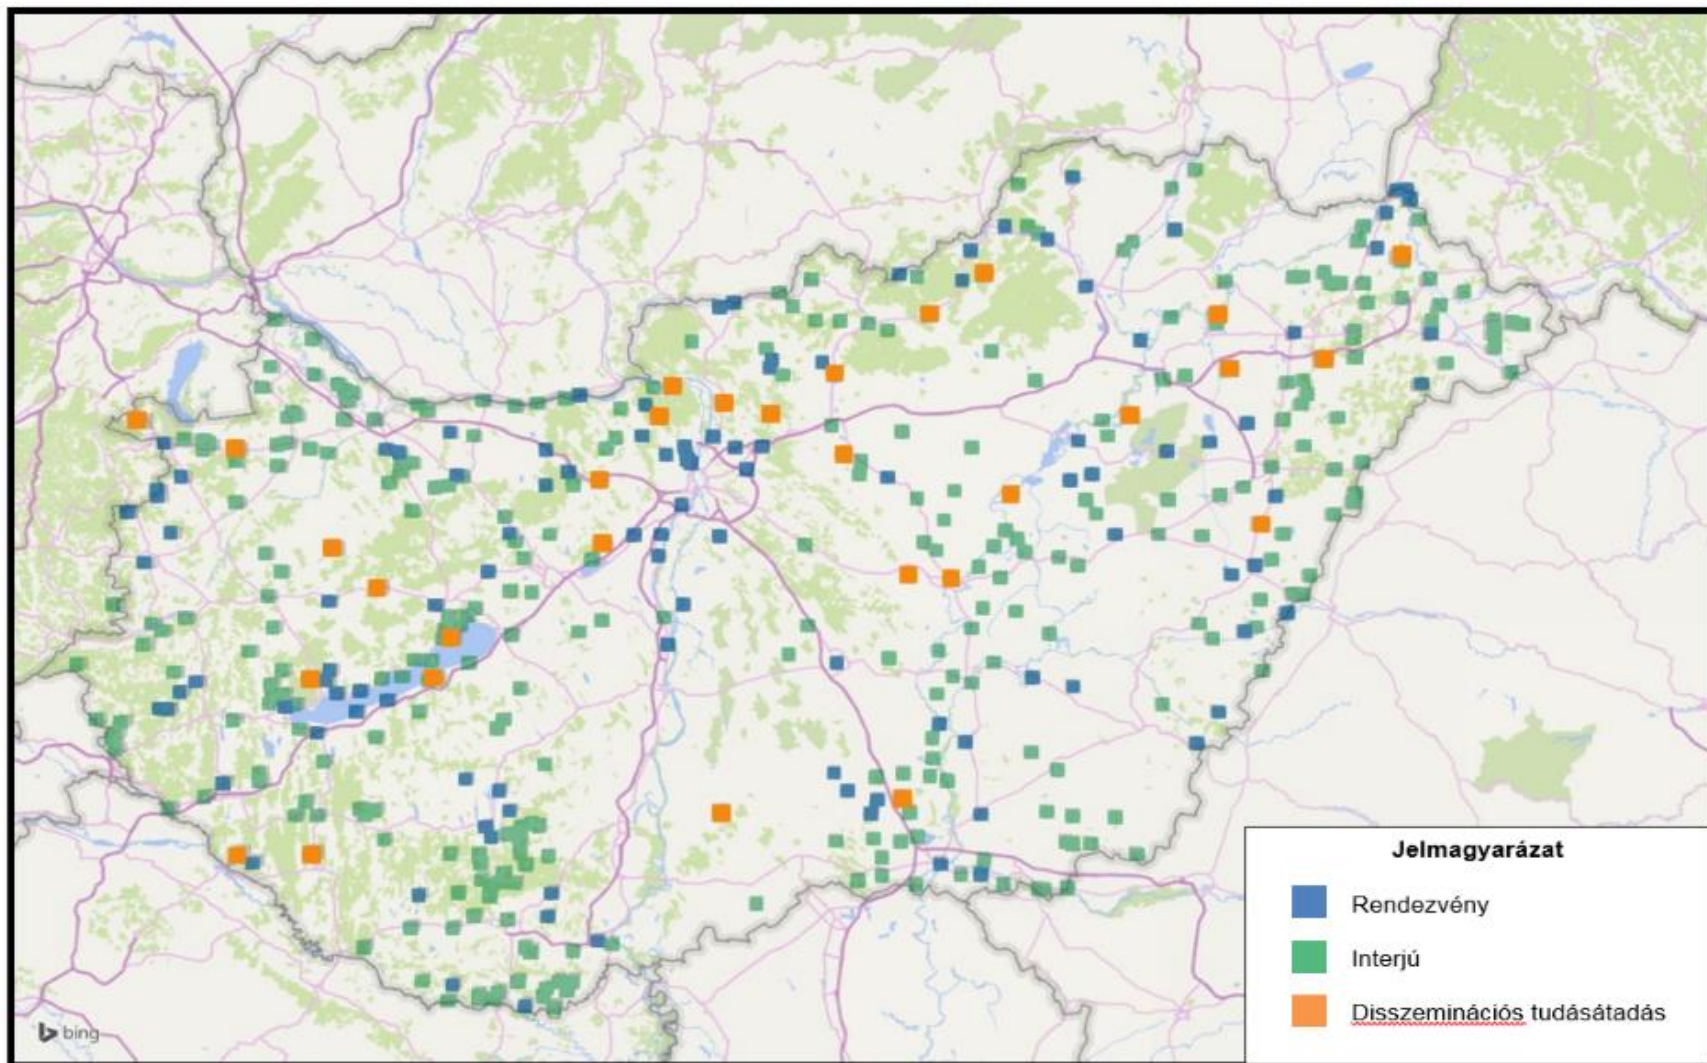 Jelmagyarázat
Rendezvény
Interjú
Disszeminációs tudásátadás
bing